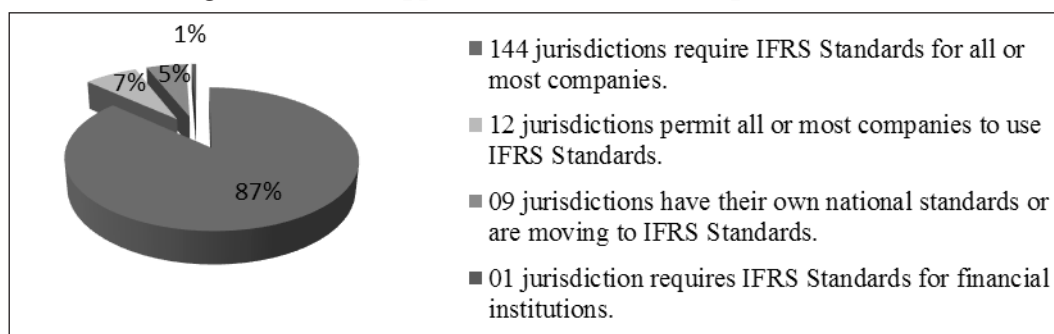 1%
5%
7%
87%
144 jurisdictions require IFRS Standards for all or
most companies.
12 jurisdictions permit all or most companies to use
IFRS Standards.
09 jurisdictions have their own national standards or
are moving to IFRS Standards.
01 jurisdiction requires IFRS Standards for financial
institutions.